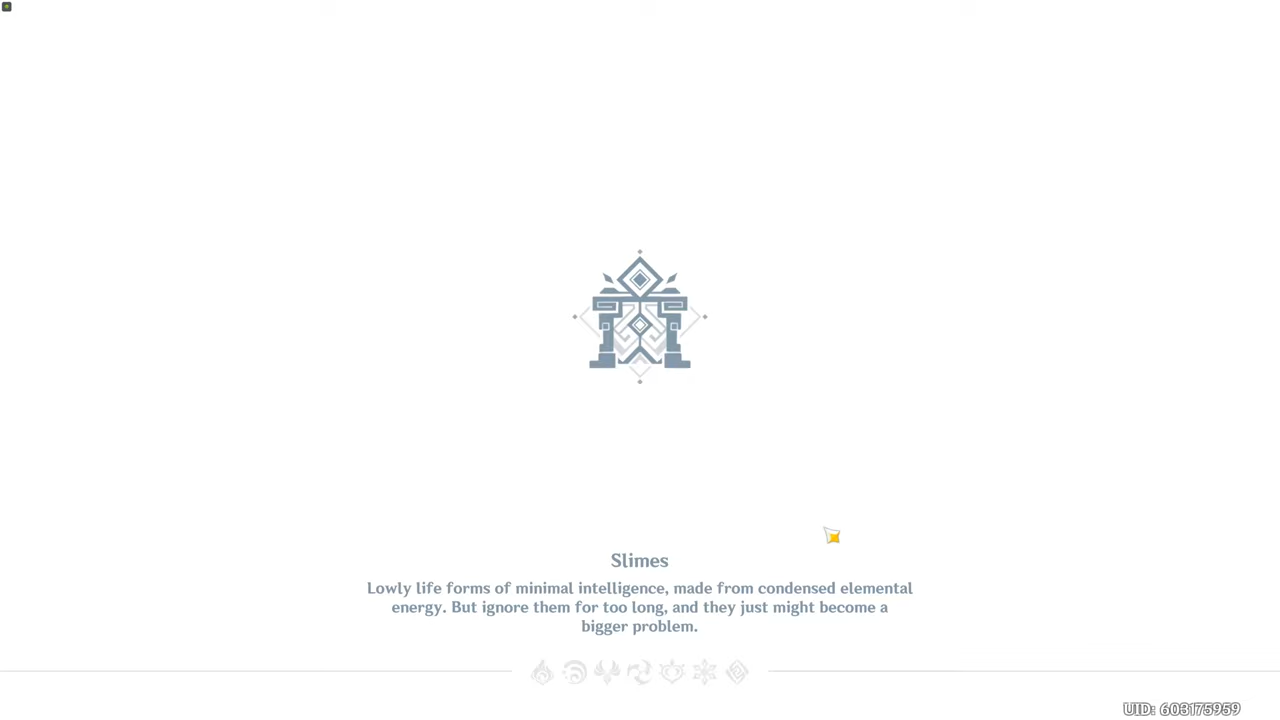 Slimes
Lowly life forms of minimal intelligence, made from condensed elemental
energy. But ignore them for too long, and they just might become a
bigger problem.
UID: 603175959